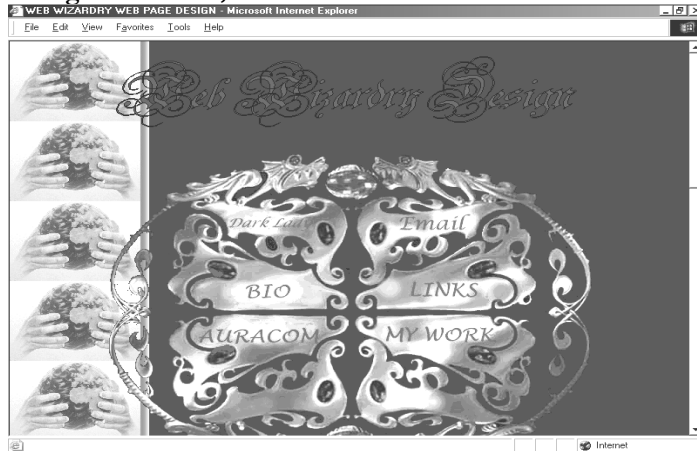 WEB WIZARDRY WEB PAGE DESIGN - Microsoft Internet Explorer
File Edit View Favorites Tools Help
Web Wizardry Design
Dark Lady Email
BIO LINKS
AURACOM MY WORK
Internet